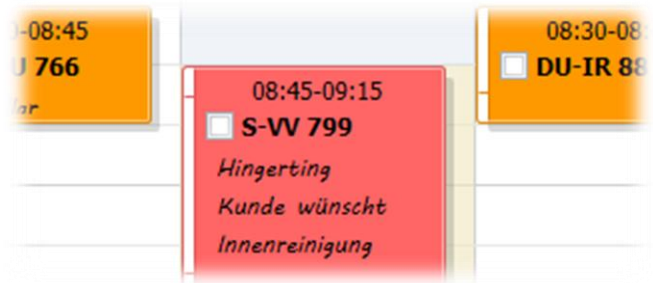 -08:45
U 766
lar
08:45-09:15
S-VV 799
Hingerting
Kunde wünscht
Innenreinigung
08:30-08:
DU-IR 88